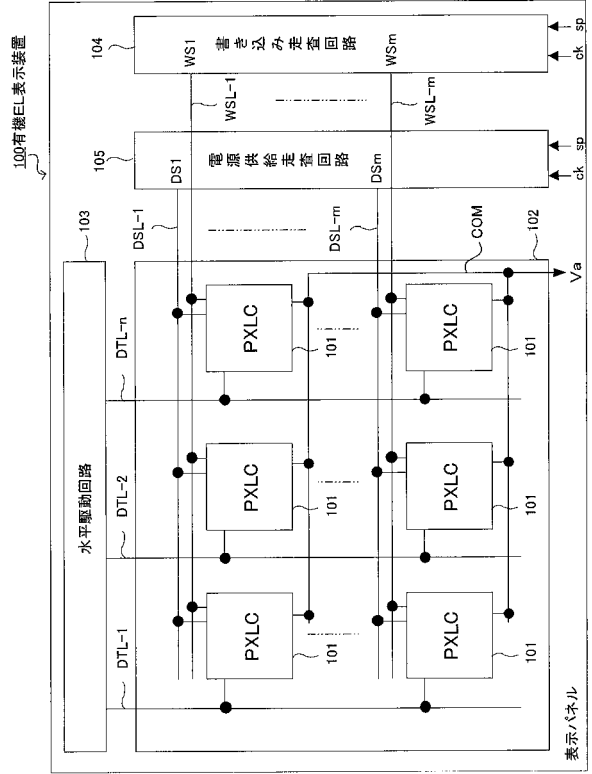 100有機EL表示装置
103
水平駆動回路
DTL-1
DTL-2
DTL-n
105
104
DSL-1
DS1
WS1
WSL-1
電源供給走査回路
書き込み走査回路
PXLC
PXLC
PXLC
101
101
101
DSL-m
DSm
WSm
WSL-m
PXLC
PXLC
PXLC
101
101
101
COM
102
表示パネル
Va
ck
sp
ck
sp